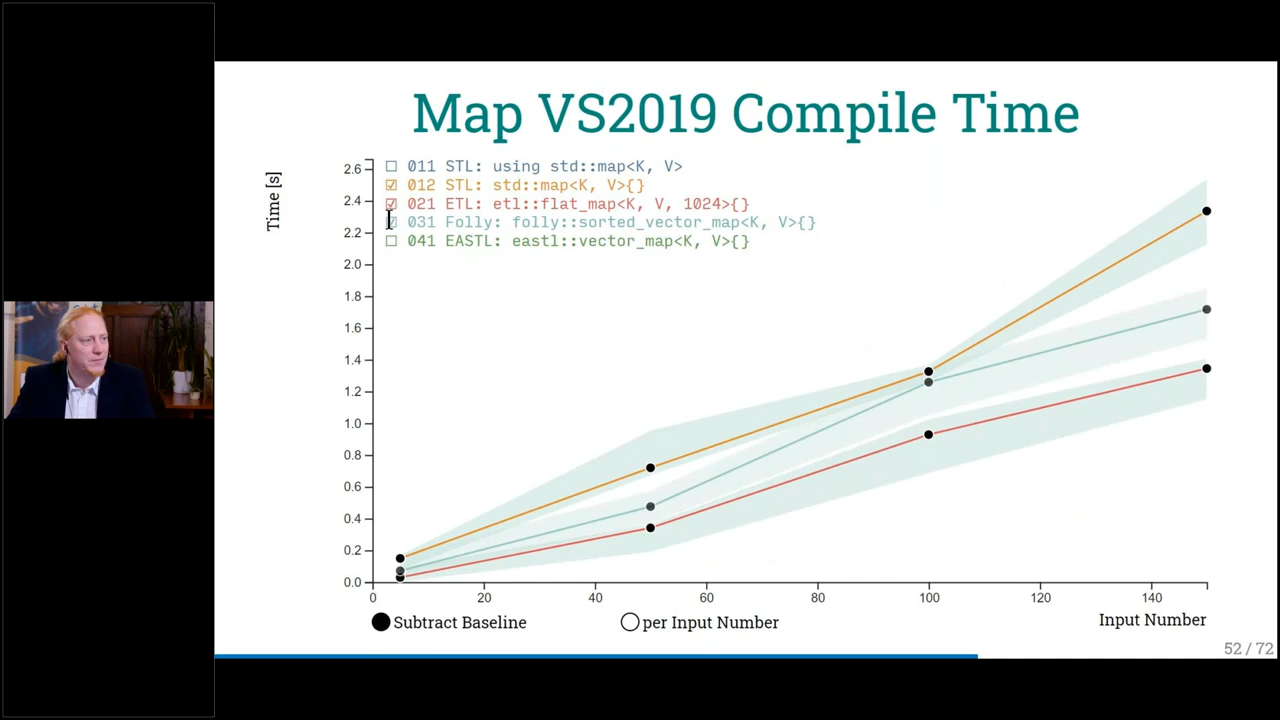 Map VS2019 Compile Time
Time [s]
☐ 011 STL: using std::map<K, V>
☑ 012 STL: std::map<K, V>{}
☑ 021 ETL: etl::flat_map<K, V, 1024>{}
☑ 031 Folly: folly::sorted_vector_map<K, V>{}
☐ 041 EASTL: eastl::vector_map<K, V>{}
2.6
2.4
2.2
2.0
1.8
1.6
1.4
1.2
1.0
0.8
0.6
0.4
0.2
0.0
0 20 40 60 80 100 120 140
Subtract Baseline
per Input Number
Input Number
52 / 72